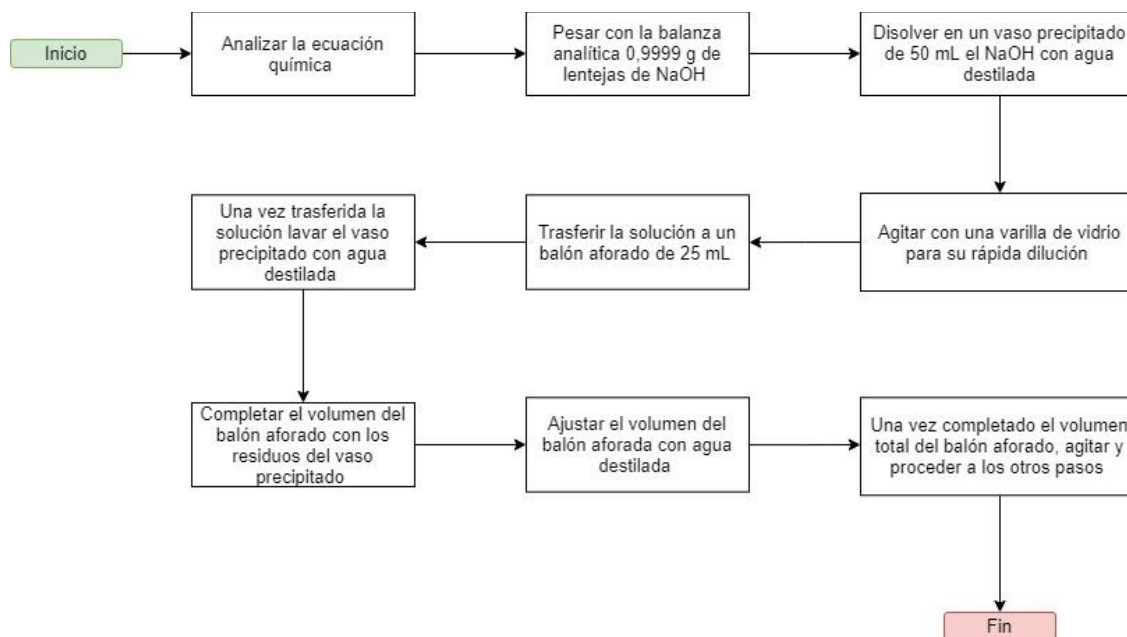 Inicio
Analizar la ecuación
química
Pesar con la balanza
analítica 0,9999 g de
lentejas de NaOH
Disolver en un vaso precipitado
de 50 mL el NaOH con agua
destilada
Agitar con una varilla de vidrio
para su rápida dilución
Trasferir la solución a un
balón aforado de 25 mL
Una vez trasferida la
solución lavar el vaso
precipitado con agua
destilada
Completar el volumen del
balón aforado con los
residuos del vaso
precipitado
Ajustar el volumen del
balón aforada con agua
destilada
Una vez completado el volumen
total del balón aforado, agitar y
proceder a los otros pasos
Fin